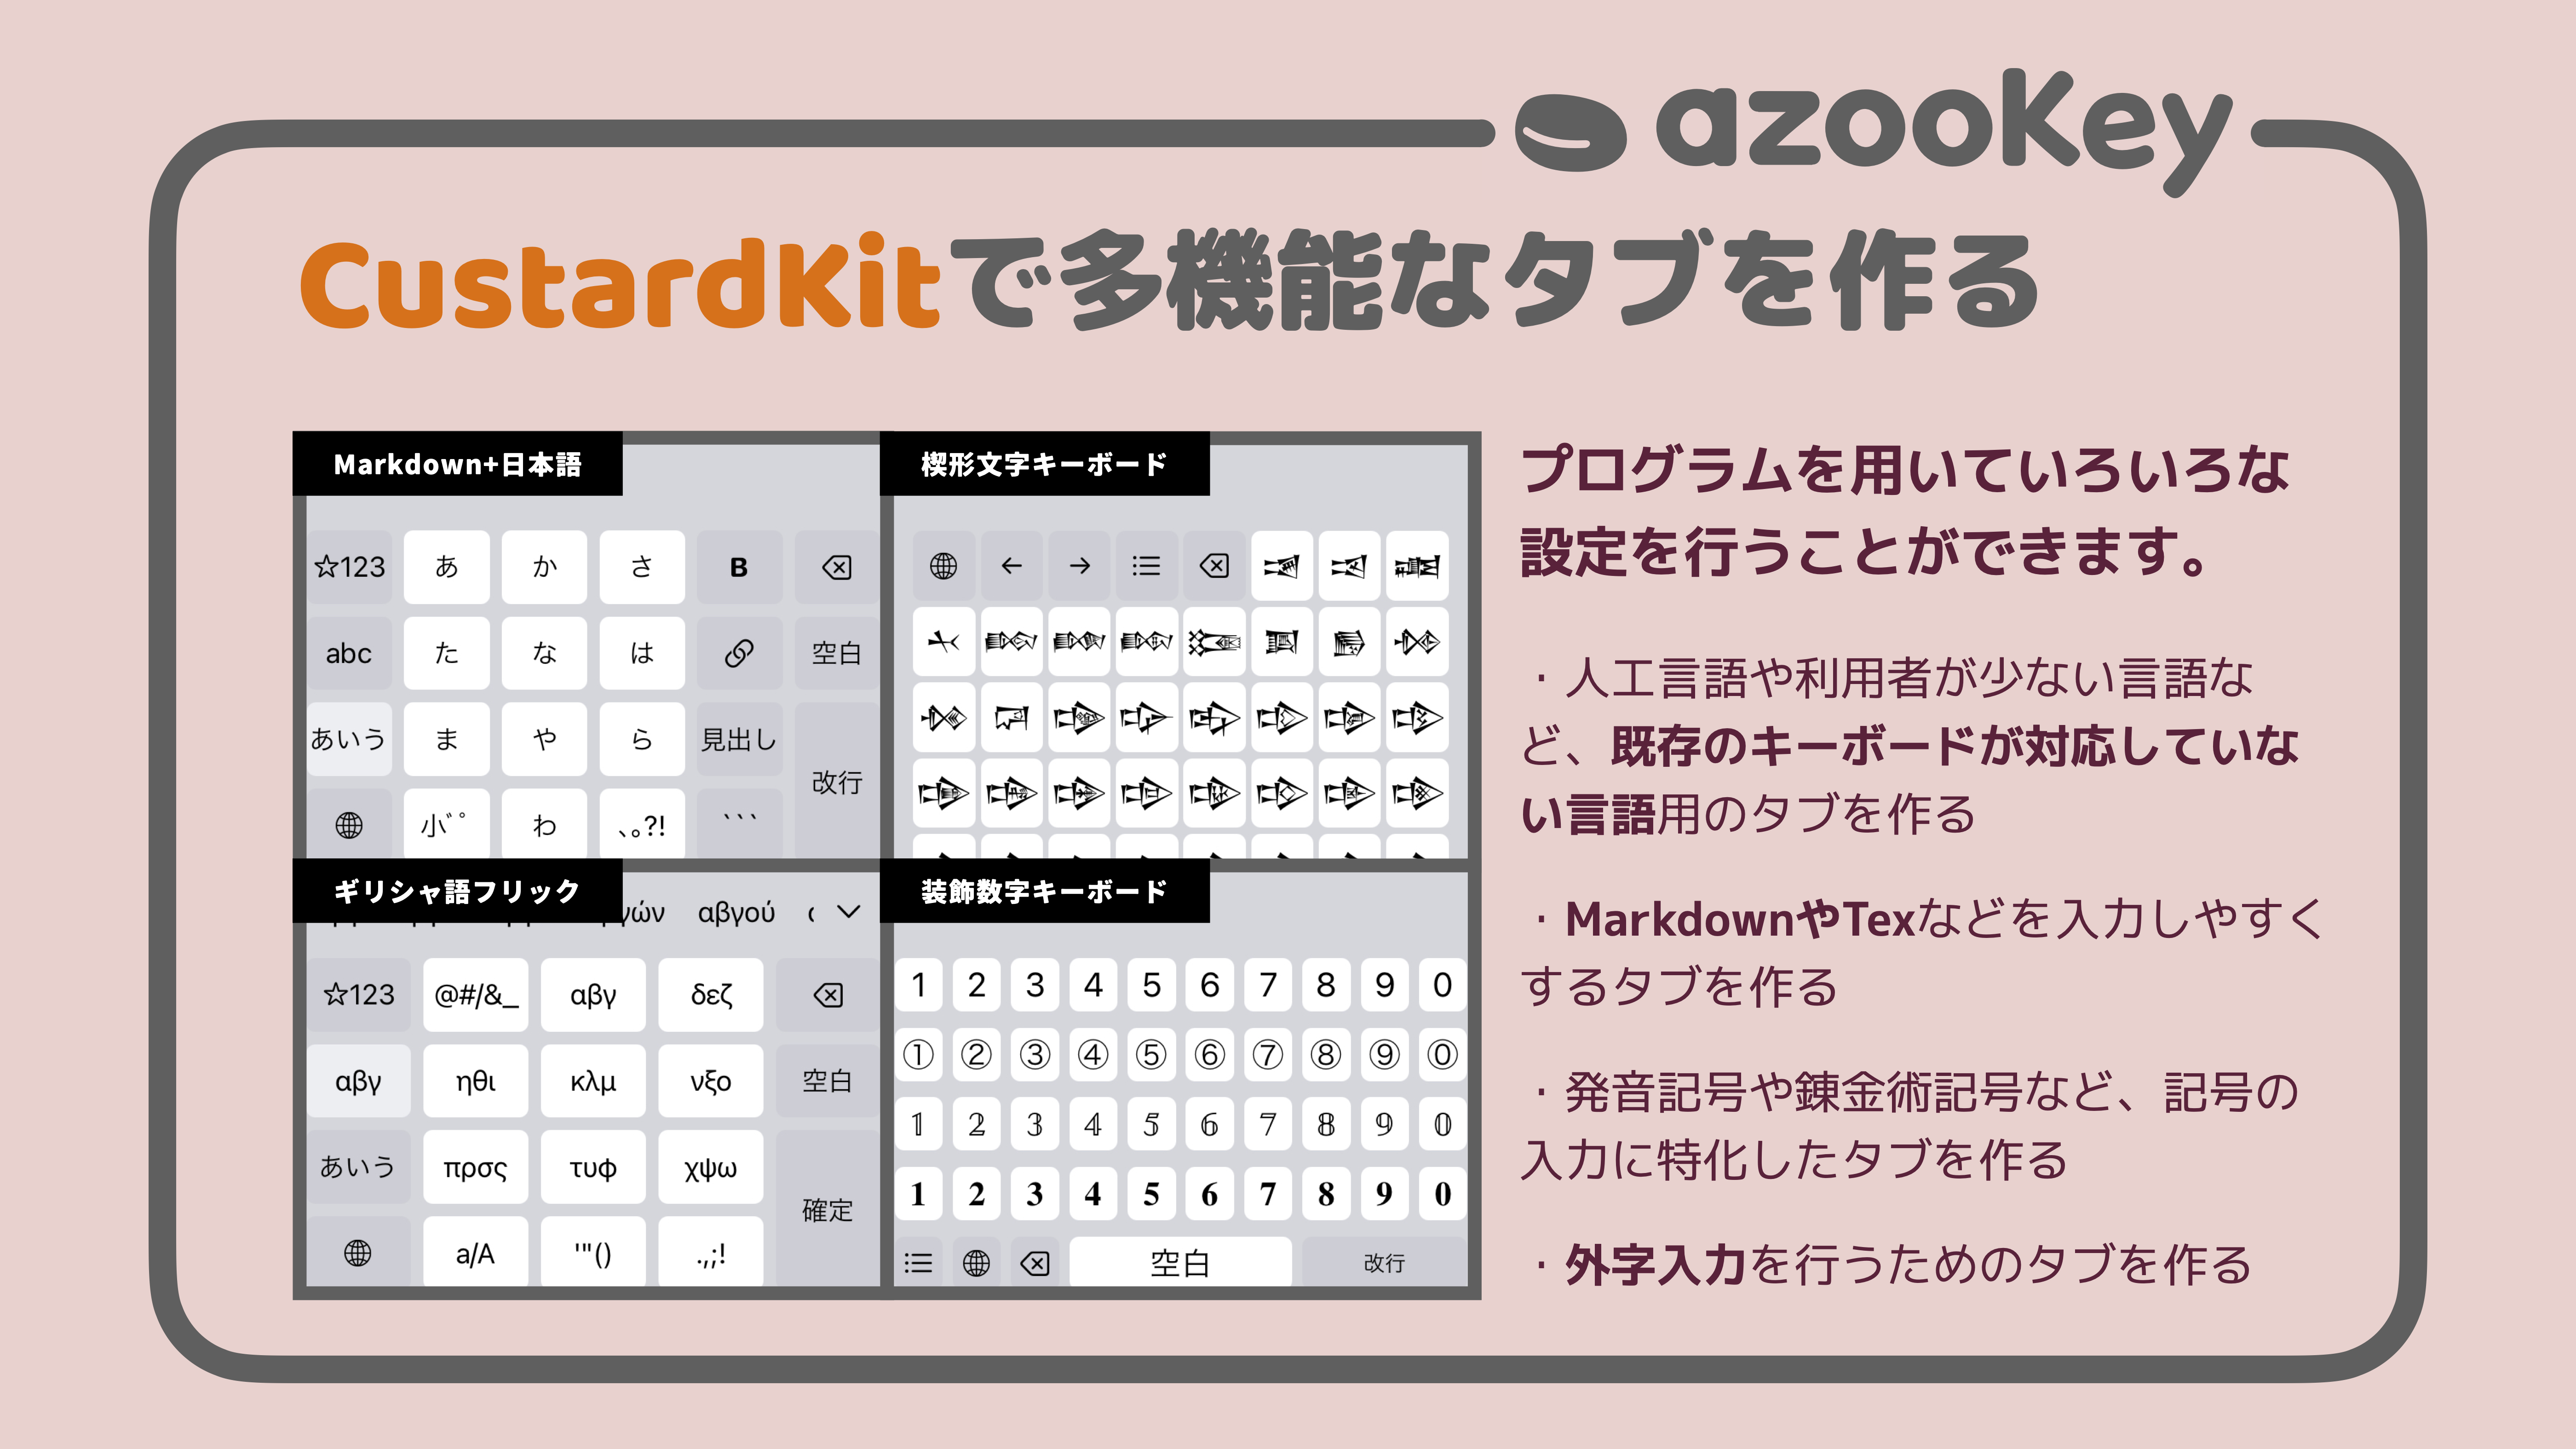 azooKey
CustardKitで多機能なタブを作る
Markdown+日本語
☆123 あ か さ B
abc た な は 空白
あいう ま や ら 見出し
改行
小゛゜ わ 、。?! ```
楔形文字キーボード
ギリシャ語フリック
νών αβγού
☆123 @#/&_ αβγ δεζ
αβγ ηθι κλμ νξο 空白
あいう πρσς τυφ χψω
確定
a/A '"() .,;!
装飾数字キーボード
1 2 3 4 5 6 7 8 9 0
① ② ③ ④ ⑤ ⑥ ⑦ ⑧ ⑨ ⓪
𝟙 𝟚 𝟛 𝟜 𝟝 𝟞 𝟟 𝟠 𝟡 𝟘
𝟏 𝟐 𝟑 𝟒 𝟓 𝟔 𝟕 𝟖 𝟗 𝟎
空白 改行
プログラムを用いていろいろな
設定を行うことができます。
・人工言語や利用者が少ない言語な
ど、既存のキーボードが対応していな
い言語用のタブを作る
・MarkdownやTexなどを入力しやすく
するタブを作る
・発音記号や錬金術記号など、記号の
入力に特化したタブを作る
・外字入力を行うためのタブを作る